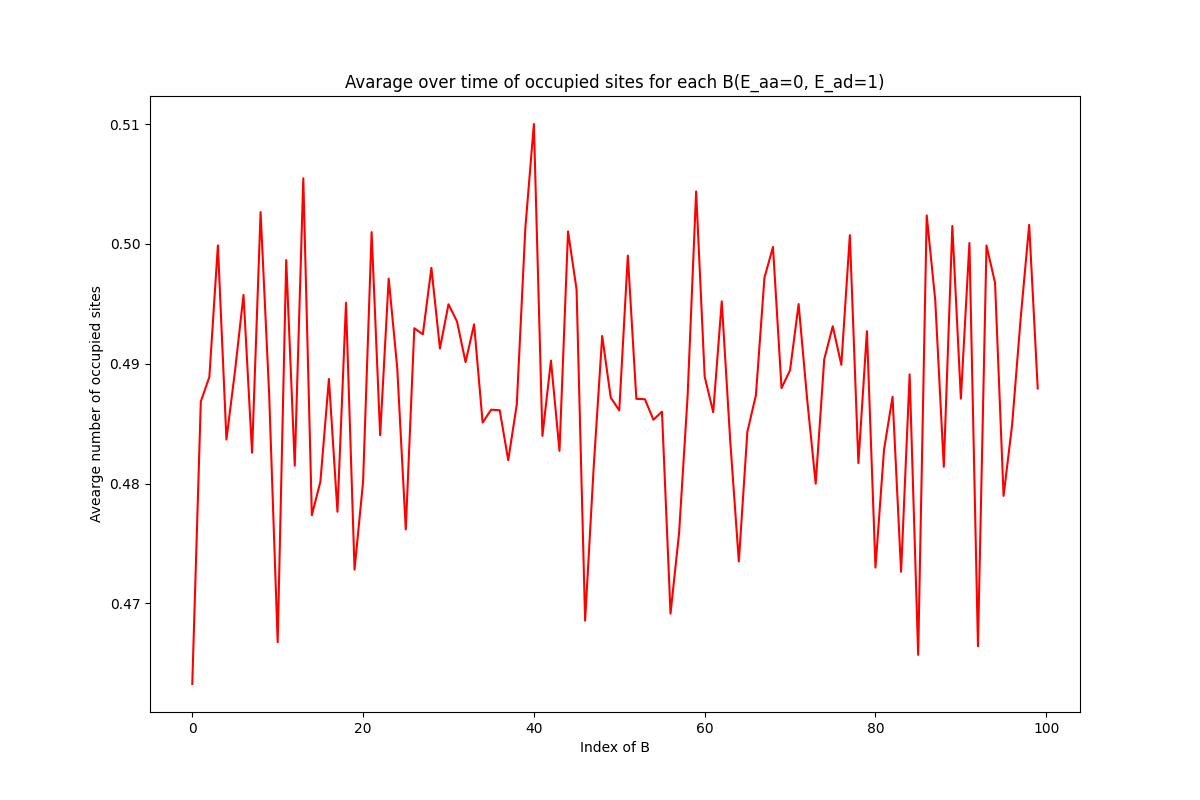 Avarage over time of occupied sites for each B(E_aa=0, E_ad=1)
Avearge number of occupied sites
0.51
0.50
0.49
0.48
0.47
0 20 40 60 80 100
Index of B